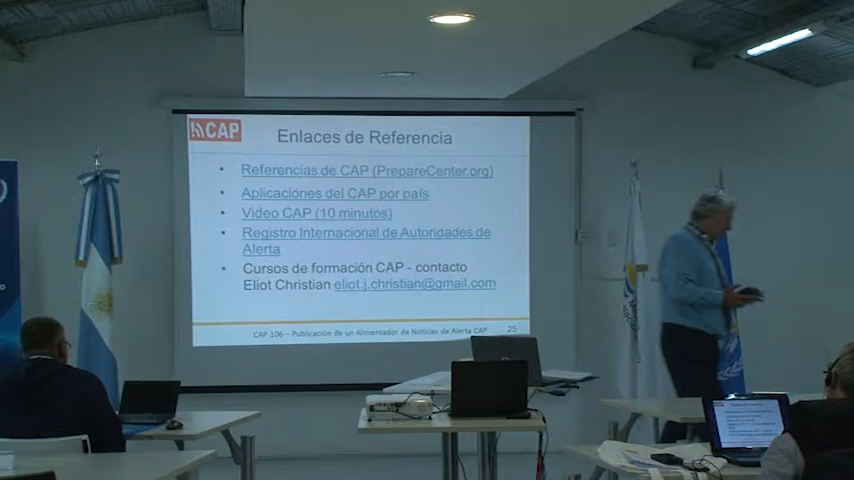 CAP
Enlaces de Referencia
• Referencias de CAP (PrepareCenter.org)
• Aplicaciones del CAP por país
• Video CAP (10 minutos)
• Registro Internacional de Autoridades de
Alerta
• Cursos de formación CAP - contacto
Eliot Christian eliot.j.christian@gmail.com
CAP 106 – Publicación de un Alimentador de Noticias de Alerta CAP 25